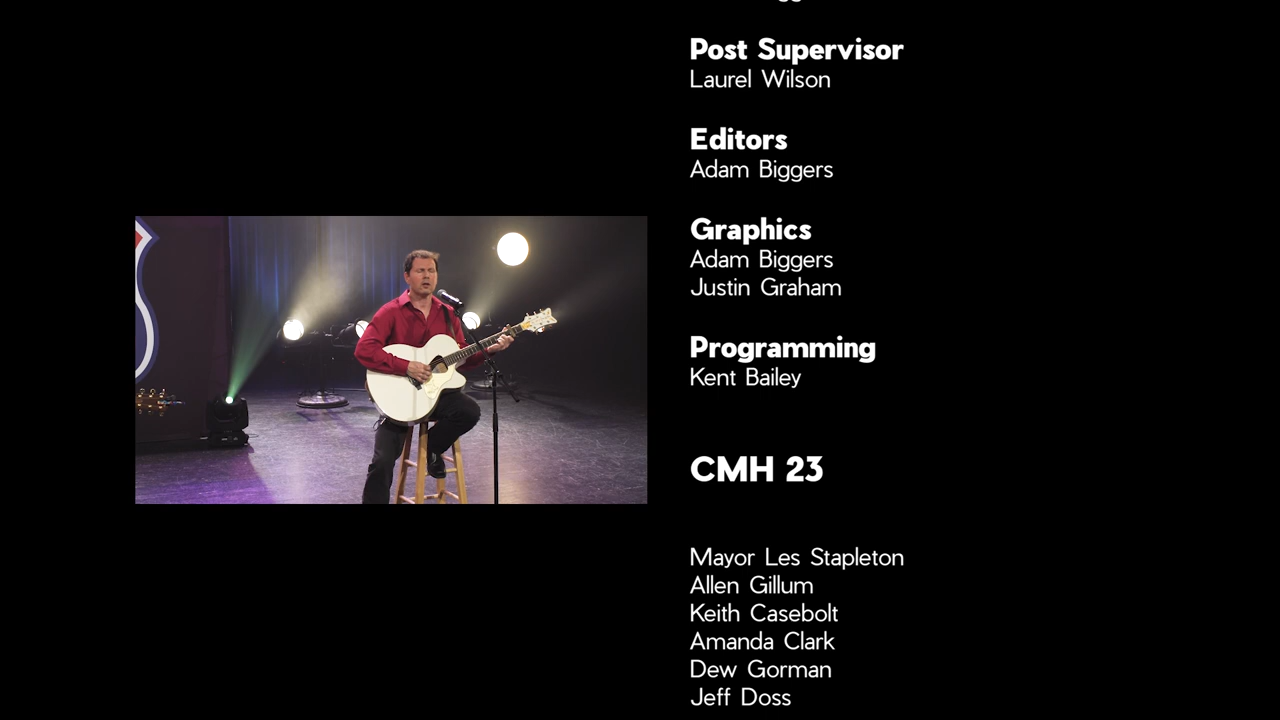 Post Supervisor
Laurel Wilson
Editors
Adam Biggers
Graphics
Adam Biggers
Justin Graham
Programming
Kent Bailey
CMH 23
Mayor Les Stapleton
Allen Gillum
Keith Casebolt
Amanda Clark
Dew Gorman
Jeff Doss